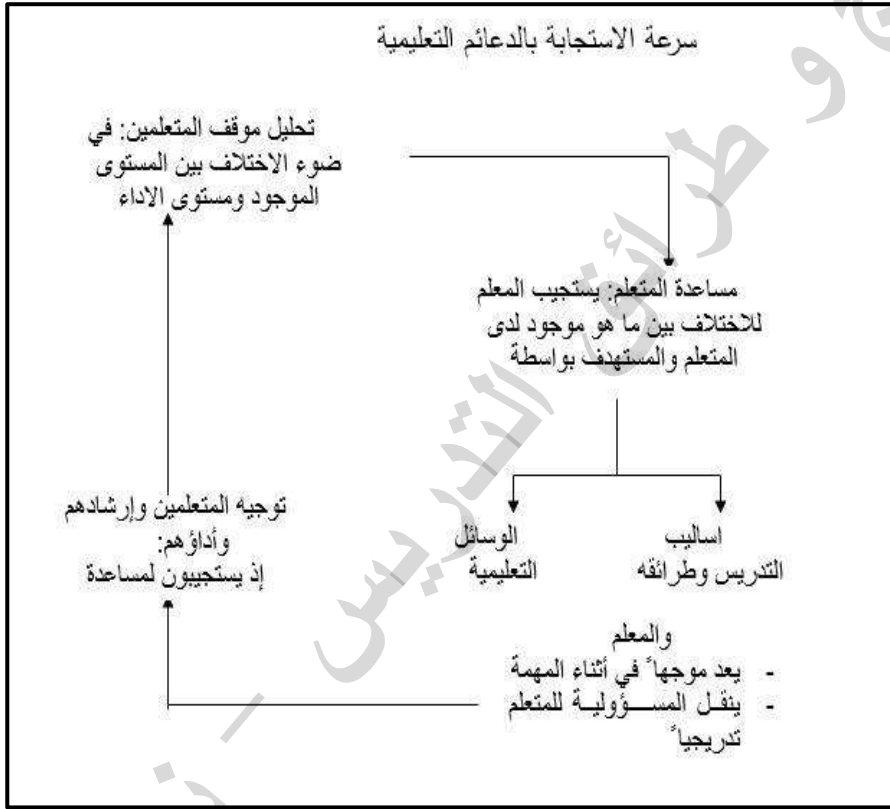 سرعة الاستجابة بالدعائم التعليمية
تحليل موقف المتعلمين: في
ضوء الاختلاف بين المستوى
الموجود ومستوى الاداء
مساعدة المتعلم: يستجيب المعلم
للاختلاف بين ما هو موجود لدى
المتعلم والمستهدف بواسطة
اساليب
التدريس وطرائقه
الوسائل
التعليمية
والمعلم
- يعد موجهاً في أثناء المهمة
- ينقل المسؤولية للمتعلم
تدريجياً
توجيه المتعلمين وإرشادهم
وأداؤهم:
إذ يستجيبون لمساعدة
و طرائق التدريس –